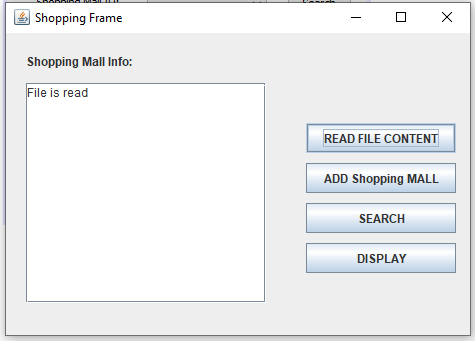 Shopping Frame
Shopping Mall Info:
File is read
READ FILE CONTENT
ADD Shopping MALL
SEARCH
DISPLAY